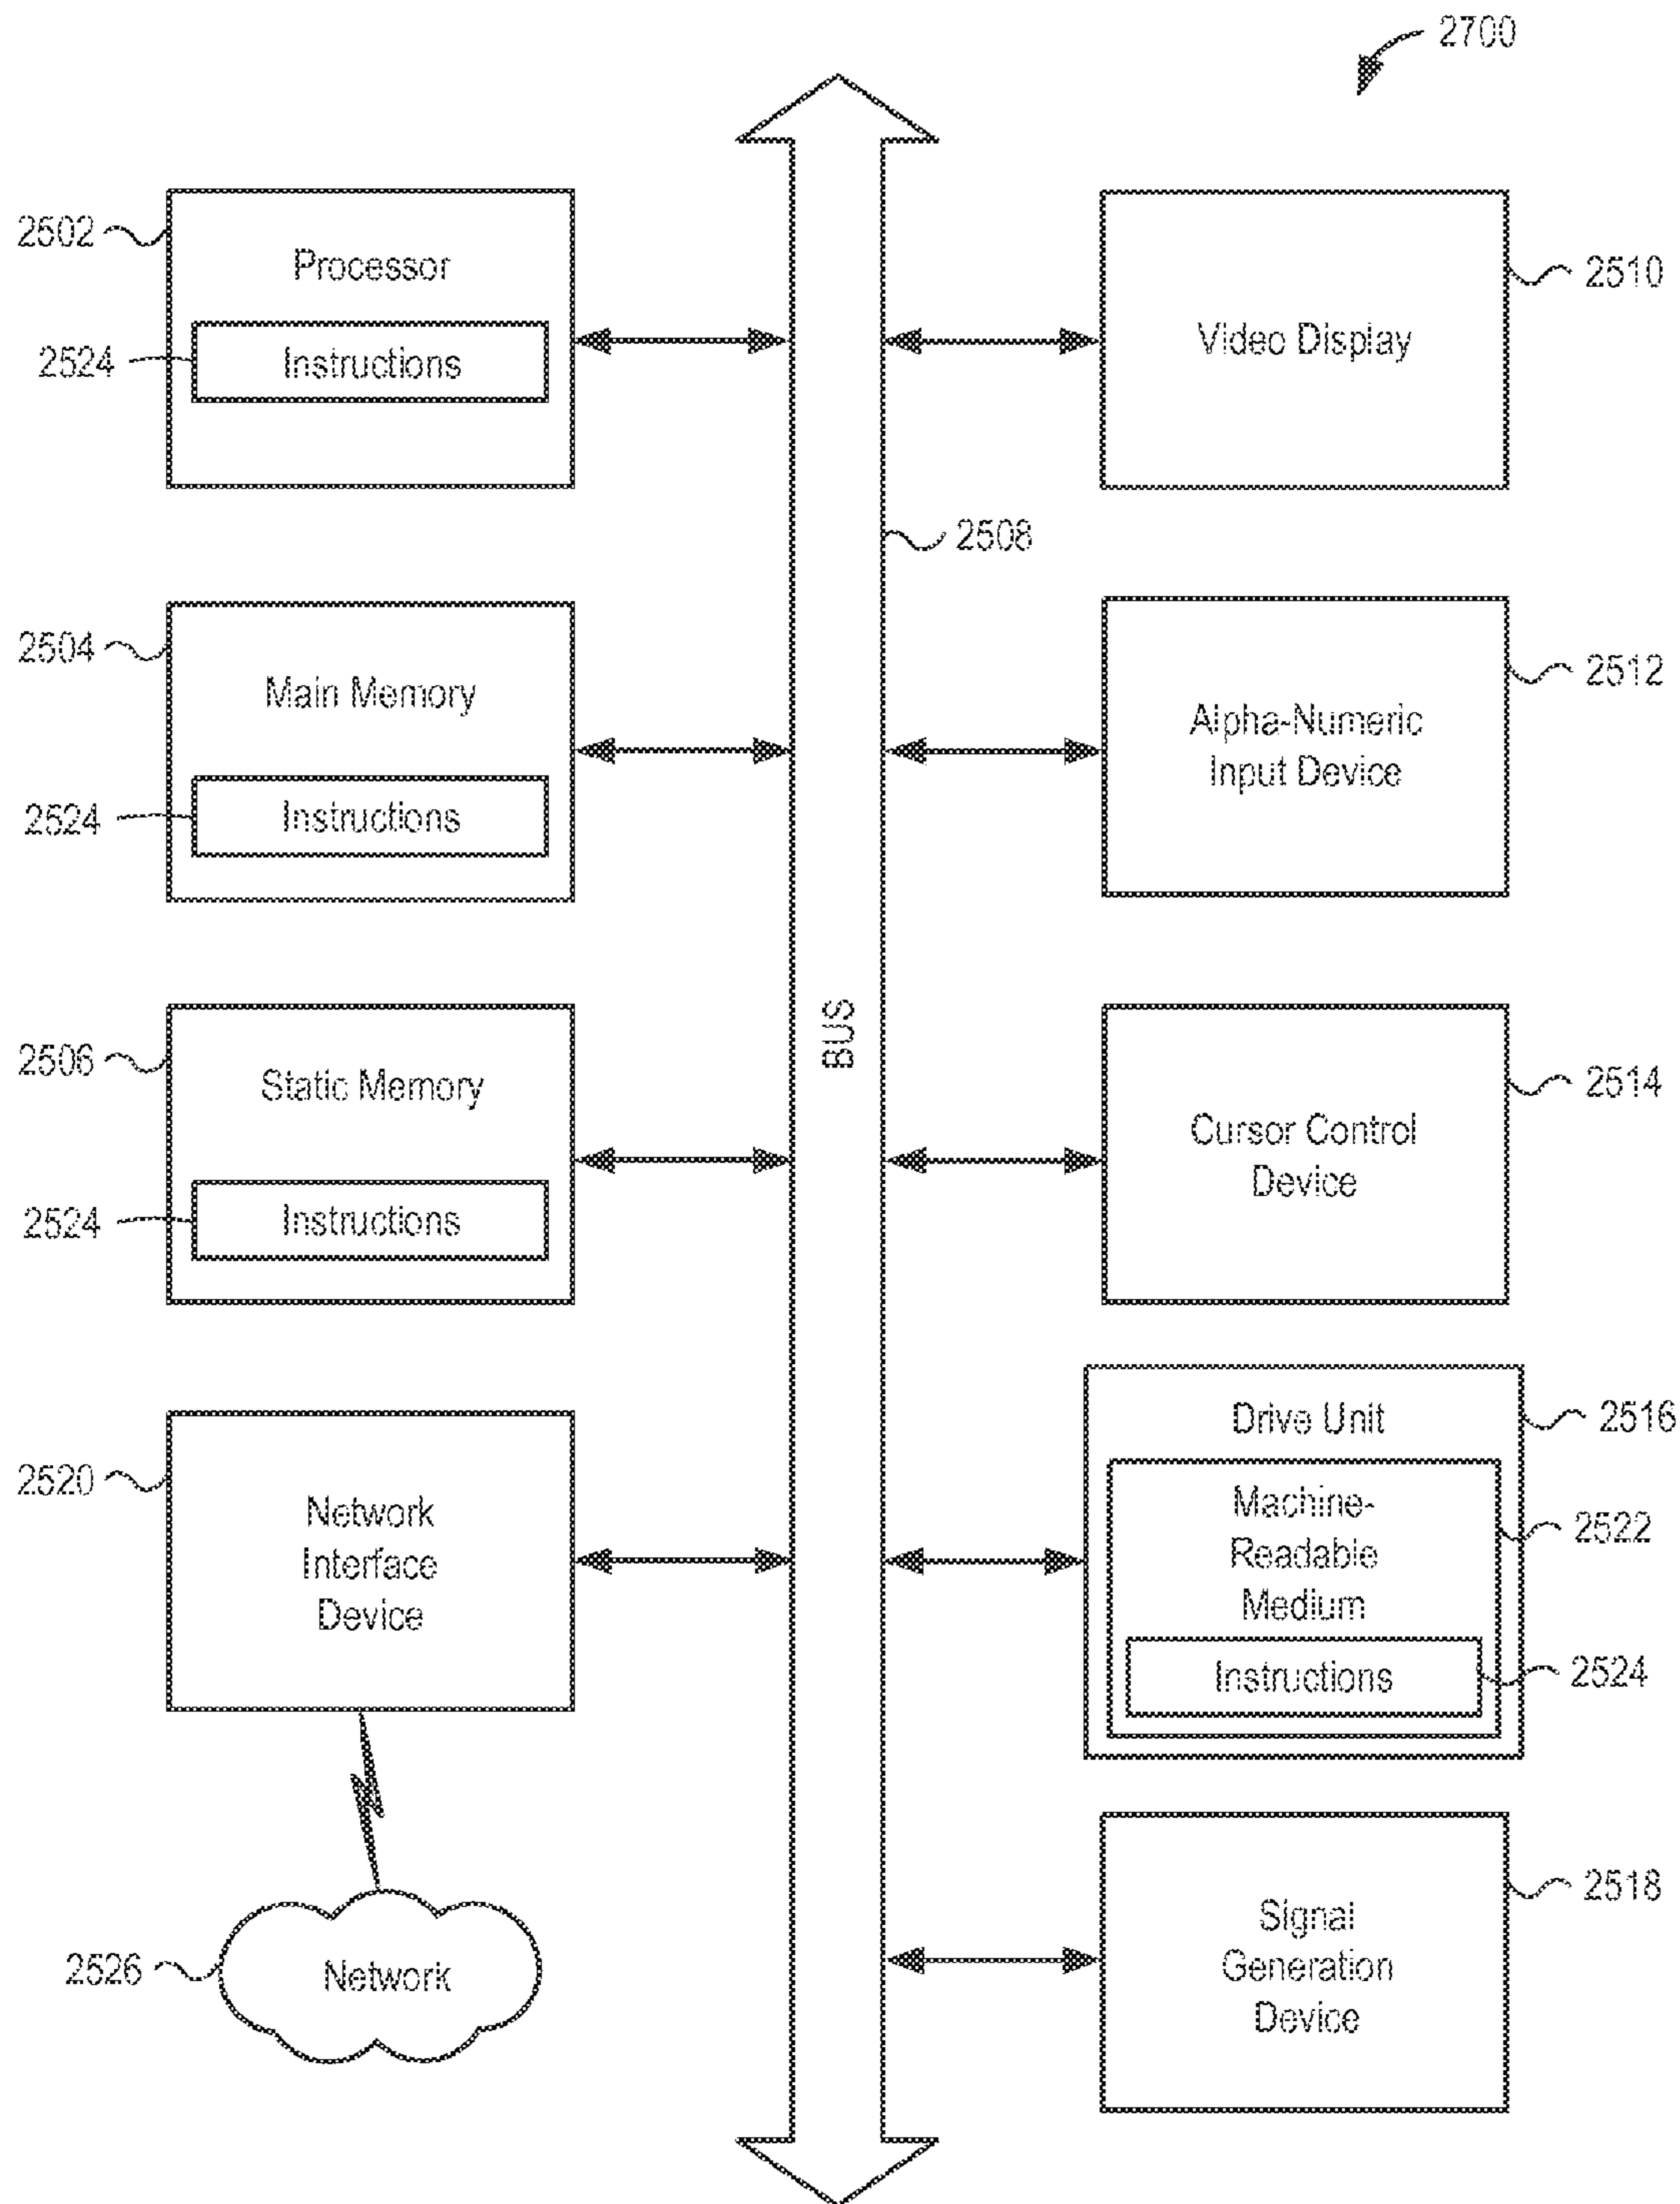 2700
2502
Processor
2524
Instructions
2510
Video Display
2508
2504
Main Memory
2524
Instructions
2512
Alpha-Numeric
Input Device
BUS
2506
Static Memory
2524
Instructions
2514
Cursor Control
Device
2520
Network
Interface
Device
2516
Drive Unit
Machine-
Readable
Medium
2522
Instructions
2524
2526
Network
2518
Signal
Generation
Device